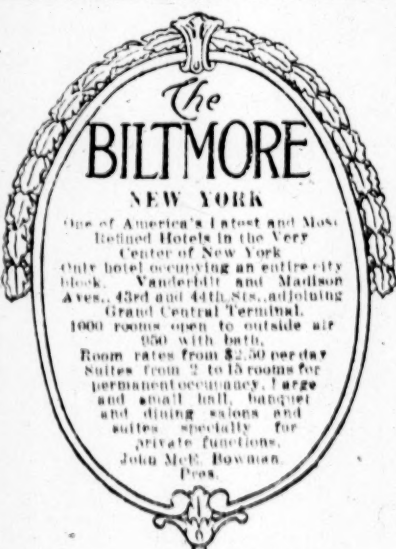 The
BILTMORE
NEW YORK
One of America's Latest and Most
Refined Hotels in the Very
Center of New York
Only hotel occupying an entire city
block. Vanderbilt and Madison
Aves., 43rd and 44th Sts., adjoining
Grand Central Terminal.
1000 rooms open to outside air
950 with bath.
Room rates from $2.50 per day
Suites from 2 to 15 rooms for
permanent occupancy. Large
and small ball, banquet
and dining salons and
suites specially for
private functions.
John McE. Bowman,
Pres.